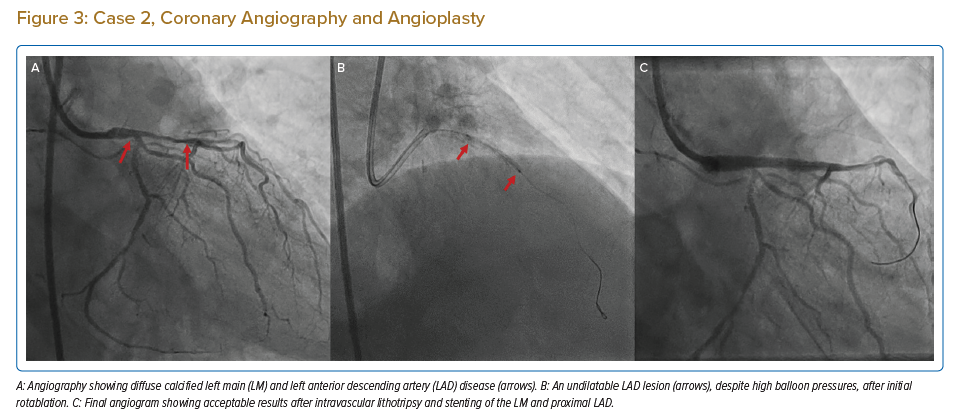 Figure 3: Case 2, Coronary Angiography and Angioplasty
A
B
C
A: Angiography showing diffuse calcified left main (LM) and left anterior descending artery (LAD) disease (arrows). B: An undilatable LAD lesion (arrows), despite high balloon pressures, after initial
rotablation. C: Final angiogram showing acceptable results after intravascular lithotripsy and stenting of the LM and proximal LAD.